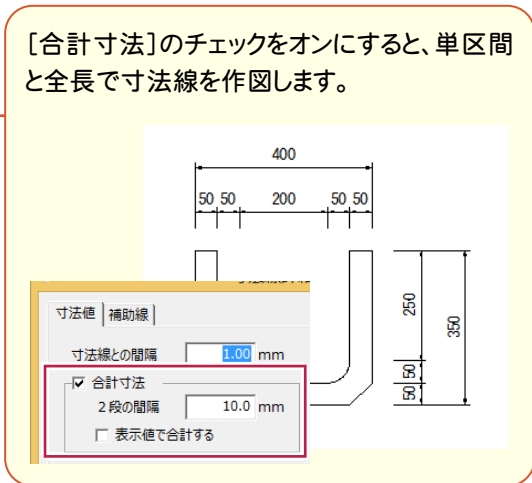 [合計寸法]のチェックをオンにすると、単区間
と全長で寸法線を作図します。
400
50 50 200 50 50
250
350
50
50
寸法値 補助線
寸法線との間隔 1.00 mm
合計寸法
2段の間隔 10.0 mm
表示値で合計する